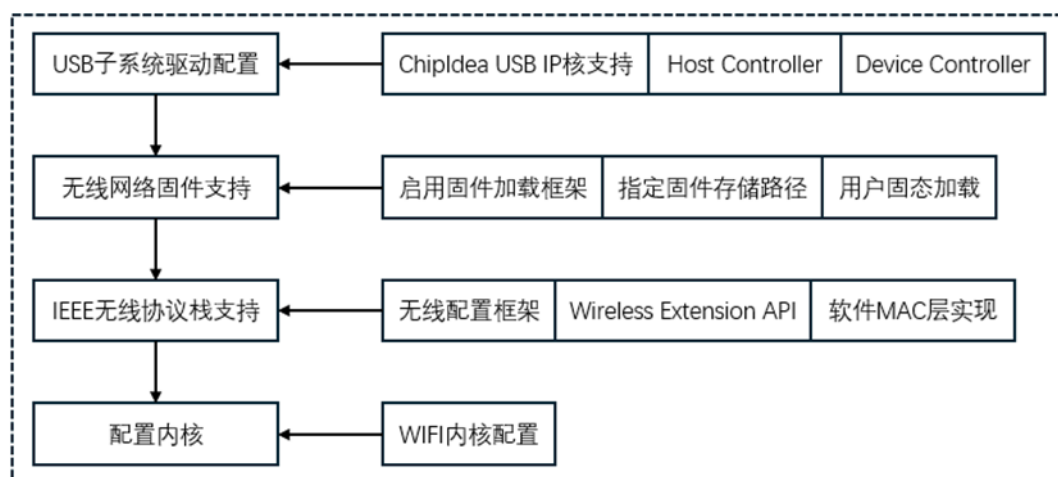 USB子系统驱动配置
ChipIdea USB IP核支持
Host Controller
Device Controller
无线网络固件支持
启用固件加载框架
指定固件存储路径
用户固态加载
IEEE无线协议栈支持
无线配置框架
Wireless Extension API
软件MAC层实现
配置内核
WIFI内核配置